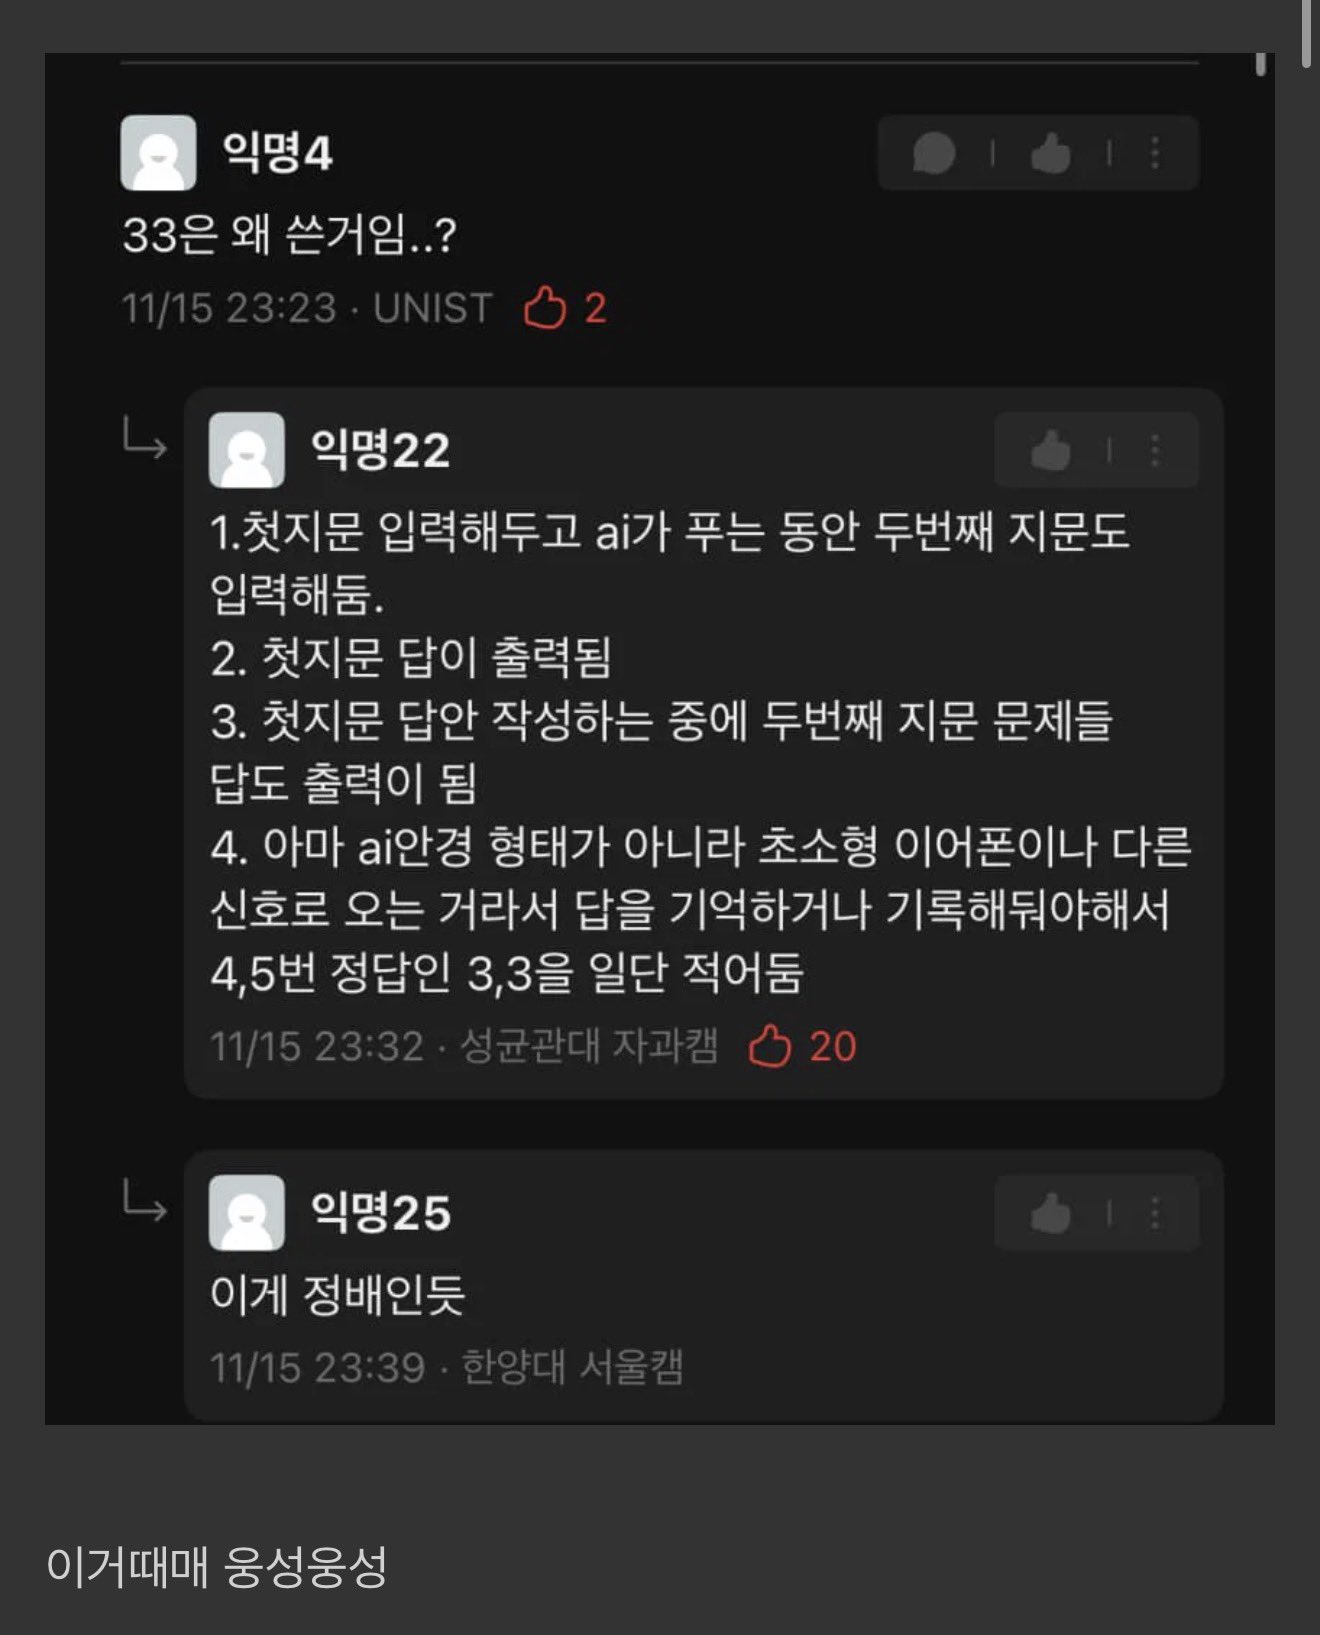 익명4
33은 왜 쓴거임..?
11/15 23:23 · UNIST 2
익명22
1.첫지문 입력해두고 ai가 푸는 동안 두번째 지문도
입력해둠.
2. 첫지문 답이 출력됨
3. 첫지문 답안 작성하는 중에 두번째 지문 문제들
답도 출력이 됨
4. 아마 ai안경 형태가 아니라 초소형 이어폰이나 다른
신호로 오는 거라서 답을 기억하거나 기록해둬야해서
4,5번 정답인 3,3을 일단 적어둠
11/15 23:32 · 성균관대 자과캠 20
익명25
이게 정배인듯
11/15 23:39 · 한양대 서울캠
이거때매 웅성웅성